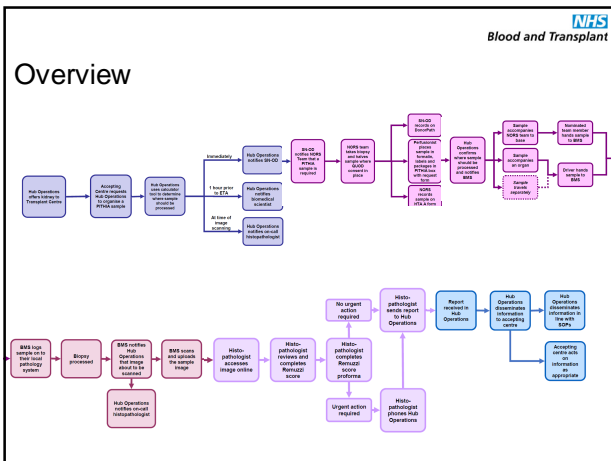 NHS
Blood and Transplant
Overview
Hub Operations
offers kidney to
Transplant Centre
Accepting
Centre requests
Hub Operations
to organise a
PITHIA sample
Hub Operations
uses calculator
tool to determine
where sample
should be
processed
Immediately
1 hour prior
to ETA
At time of
image
scanning
Hub Operations
notifies SN-OD
Hub Operations
notifies
biomedical
scientist
Hub Operations
notifies on-call
histopathologist
SN-OD
notifies NORS
Team that a
PITHIA sample
is required
NORS team
takes biopsy
and halves
sample where
QUOD
consent in
place
SN-OD
records on
DonorPath
Perfusionist
places
sample in
formalin,
labels and
packages in
PITHIA box
with request
form
NORS
records
sample on
HTA A form
Hub
Operations
confirms
where sample
should be
processed
and notifies
BMS
Sample
accompanies
NORS team to
base
Sample
accompanies
an organ
Sample
travels
separately
Nominated
team member
hands sample
to BMS
Driver hands
sample to
BMS
BMS logs
sample on to
their local
pathology
system
Biopsy
processed
BMS notifies
Hub
Operations
that image
about to be
scanned
Hub Operations
notifies on-call
histopathologist
BMS scans
and uploads
the sample
image
Histo-
pathologist
accesses
image online
Histo-
pathologist
reviews and
completes
Remuzzi
score
Histo-
pathologist
completes
Remuzzi
score
proforma
No urgent
action
required
Urgent action
required
Histo-
pathologist
sends report
to Hub
Operations
Histo-
pathologist
phones Hub
Operations
Report
received in
Hub
Operations
Hub
Operations
disseminates
information to
accepting
centre
Hub
Operations
disseminates
information in
line with
SOPs
Accepting
centre acts
on
information
as
appropriate